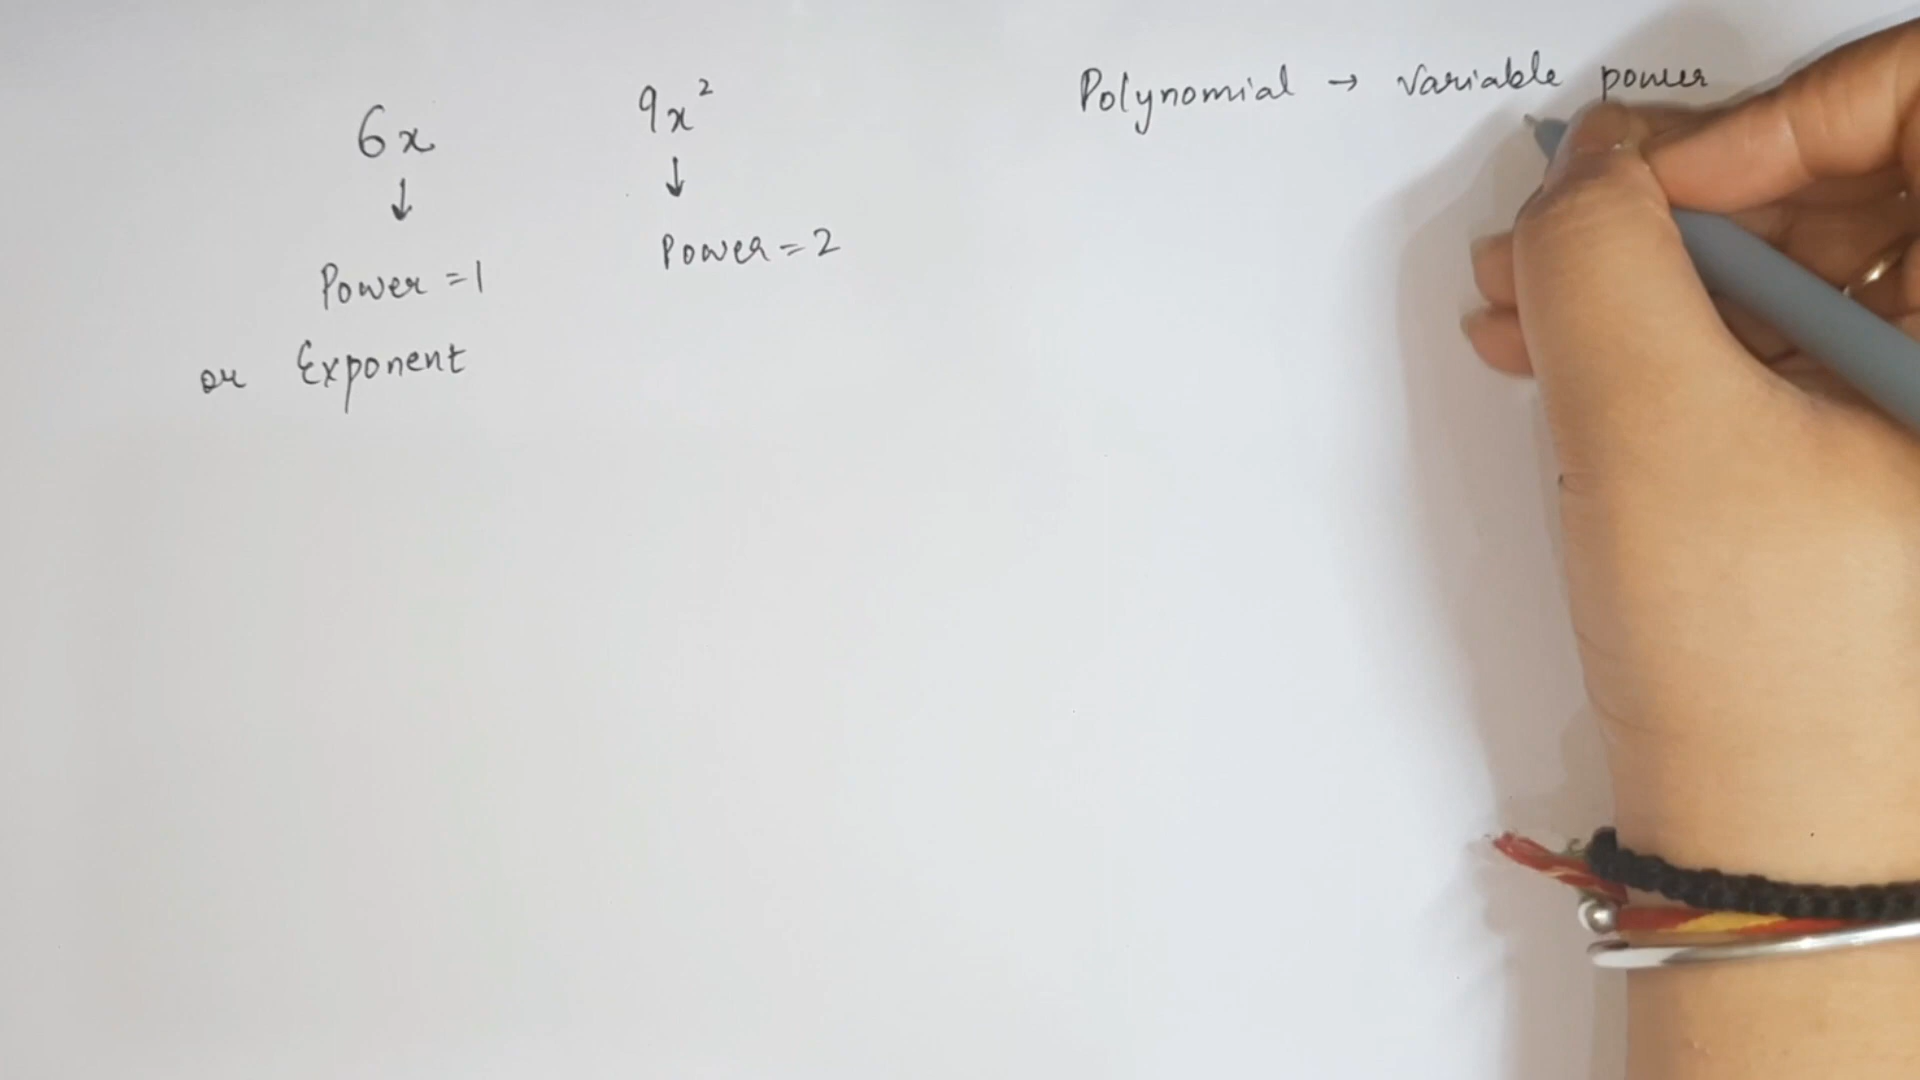 6x
↓
Power = 1
or Exponent
9x²
↓
Power = 2
Polynomial → variable power